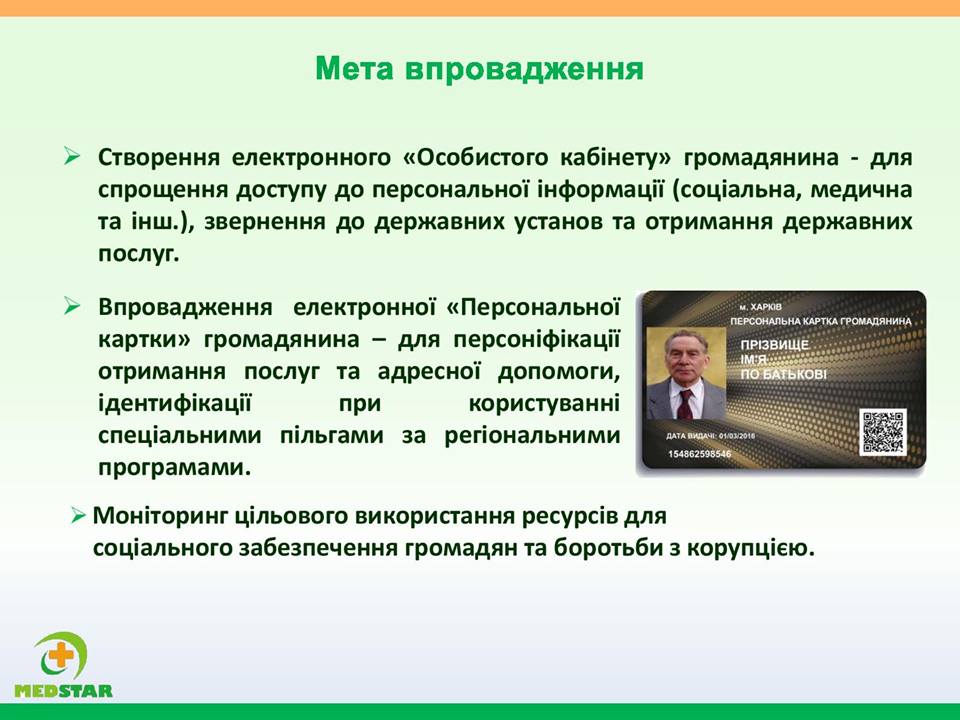 Мета впровадження
Створення електронного «Особистого кабінету» громадянина - для
спрощення доступу до персональної інформації (соціальна, медична
та інш.), звернення до державних установ та отримання державних
послуг.
Впровадження електронної «Персональної
картки» громадянина – для персоніфікації
отримання послуг та адресної допомоги,
ідентифікації при користуванні
спеціальними пільгами за регіональними
програмами.
м. ХАРКІВ
ПЕРСОНАЛЬНА КАРТКА ГРОМАДЯНИНА
ПРІЗВИЩЕ
ІМ'Я
ПО БАТЬКОВІ
ДАТА ВИДАЧІ: 01/03/2016
154862598546
Моніторинг цільового використання ресурсів для
соціального забезпечення громадян та боротьби з корупцією.
MEDSTAR